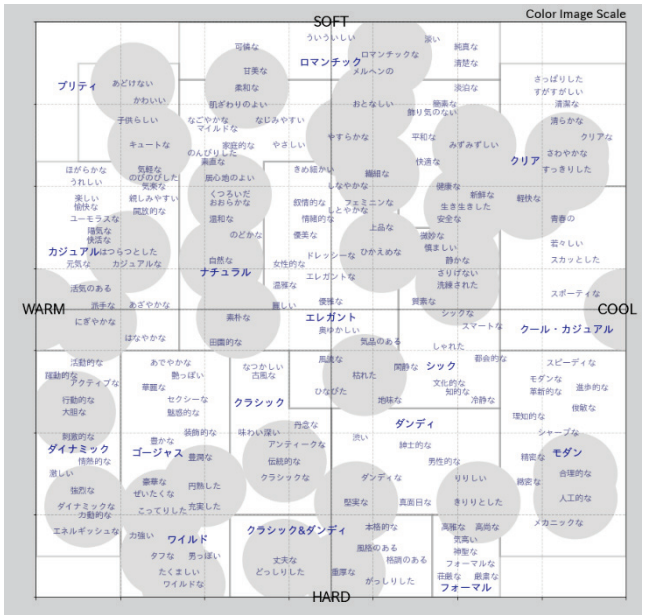 SOFT
Color Image Scale
ういういしい
淡い
可憐な
ロマンチックな
純真な
ロマンチック
清楚な
甘美な
メルヘンの
プリティ
あどけない
柔和な
淡泊な
さっぱりした
すがすがしい
かわいい
肌ざわりのよい
おとなしい
簡素な
清潔な
飾り気のない
子供らしい
なごやかな
なじみやすい
清らかな
マイルドな
キュートな
家庭的な
やさしい
やすらかな
平和な
みずみずしい
クリアな
のんびりした
さわやかな
素直な
快適な
クリア
ほがらかな
気軽な
きめ細かい
すっきりした
うれしい
のびのびした
居心地のよい
繊細な
気楽な
しなやかな
健康な
楽しい
親しみやすい
くつろいだ
新鮮な
軽快な
愉快な
開放的な
おおらかな
叙情的な
フェミニンな
生き生きした
ユーモラスな
温和な
情緒的な
しとやかな
安全な
青春の
陽気な
のどかな
優美な
上品な
微妙な
快活な
慎ましい
若々しい
カジュアル
はつらつとした
ドレッシーな
ひかえめな
静かな
スカッとした
元気な
カジュアルな
自然な
女性的な
さりげない
ナチュラル
エレガントな
洗練された
活気のある
温雅な
スポーティな
派手な
あざやかな
麗しい
優雅な
質素な
WARM
COOL
にぎやかな
素朴な
エレガント
シックな
スマートな
クール・カジュアル
奥ゆかしい
はなやかな
田園的な
気品のある
しゃれた
風流な
都会的な
活動的な
あでやかな
なつかしい
閑静な
シック
スピーディな
躍動的な
艶っぽい
古風な
枯れた
アクティブな
文化的な
モダンな
華麗な
ひなびた
知的な
革新的な
進歩的な
行動的な
セクシーな
クラシック
地味な
冷静な
大胆な
魅惑的な
俊敏な
丹念な
ダンディ
理知的な
刺激的な
装飾的な
味わい深い
渋い
シャープな
ダイナミック
豊かな
アンティークな
紳士的な
情熱的な
ゴージャス
豊潤な
伝統的な
男性的な
精密な
モダン
激しい
豪華な
クラシックな
ダンディな
りりしい
合理的な
強烈な
ぜいたくな
円熟した
緻密な
ダイナミックな
充実した
堅実な
真面目な
きりりとした
人工的な
力動的な
こってりした
エネルギッシュな
力強い
ワイルド
クラシック&ダンディ
本格的な
高雅な
高尚な
メカニックな
気高い
タフな
男っぽい
丈夫な
風格のある
神聖な
たくましい
どっしりした
重厚な
格調のある
フォーマルな
ワイルドな
がっしりした
荘厳な
厳粛な
HARD
フォーマル